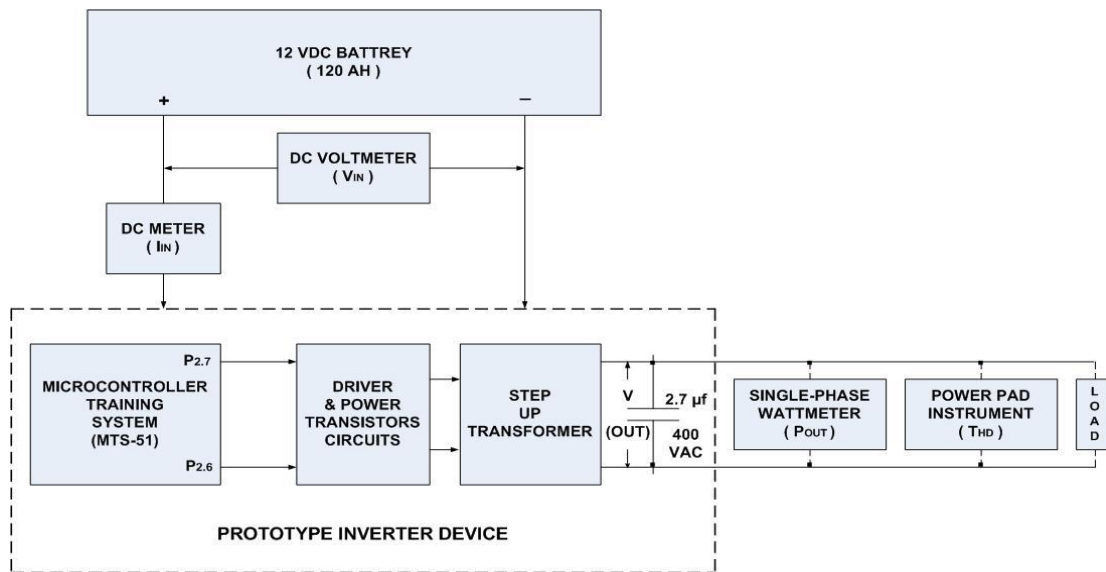 12 VDC BATTREY
( 120 AH )
+
–
DC VOLTMETER
( VIN )
DC METER
( IIN )
P2.7
MICROCONTROLLER
TRAINING
SYSTEM
(MTS-51)
P2.6
DRIVER
& POWER
TRANSISTORS
CIRCUITS
STEP
UP
TRANSFORMER
V
(OUT)
2.7 µf
400
VAC
SINGLE-PHASE
WATTMETER
( POUT )
POWER PAD
INSTRUMENT
( THD )
L
O
A
D
PROTOTYPE INVERTER DEVICE